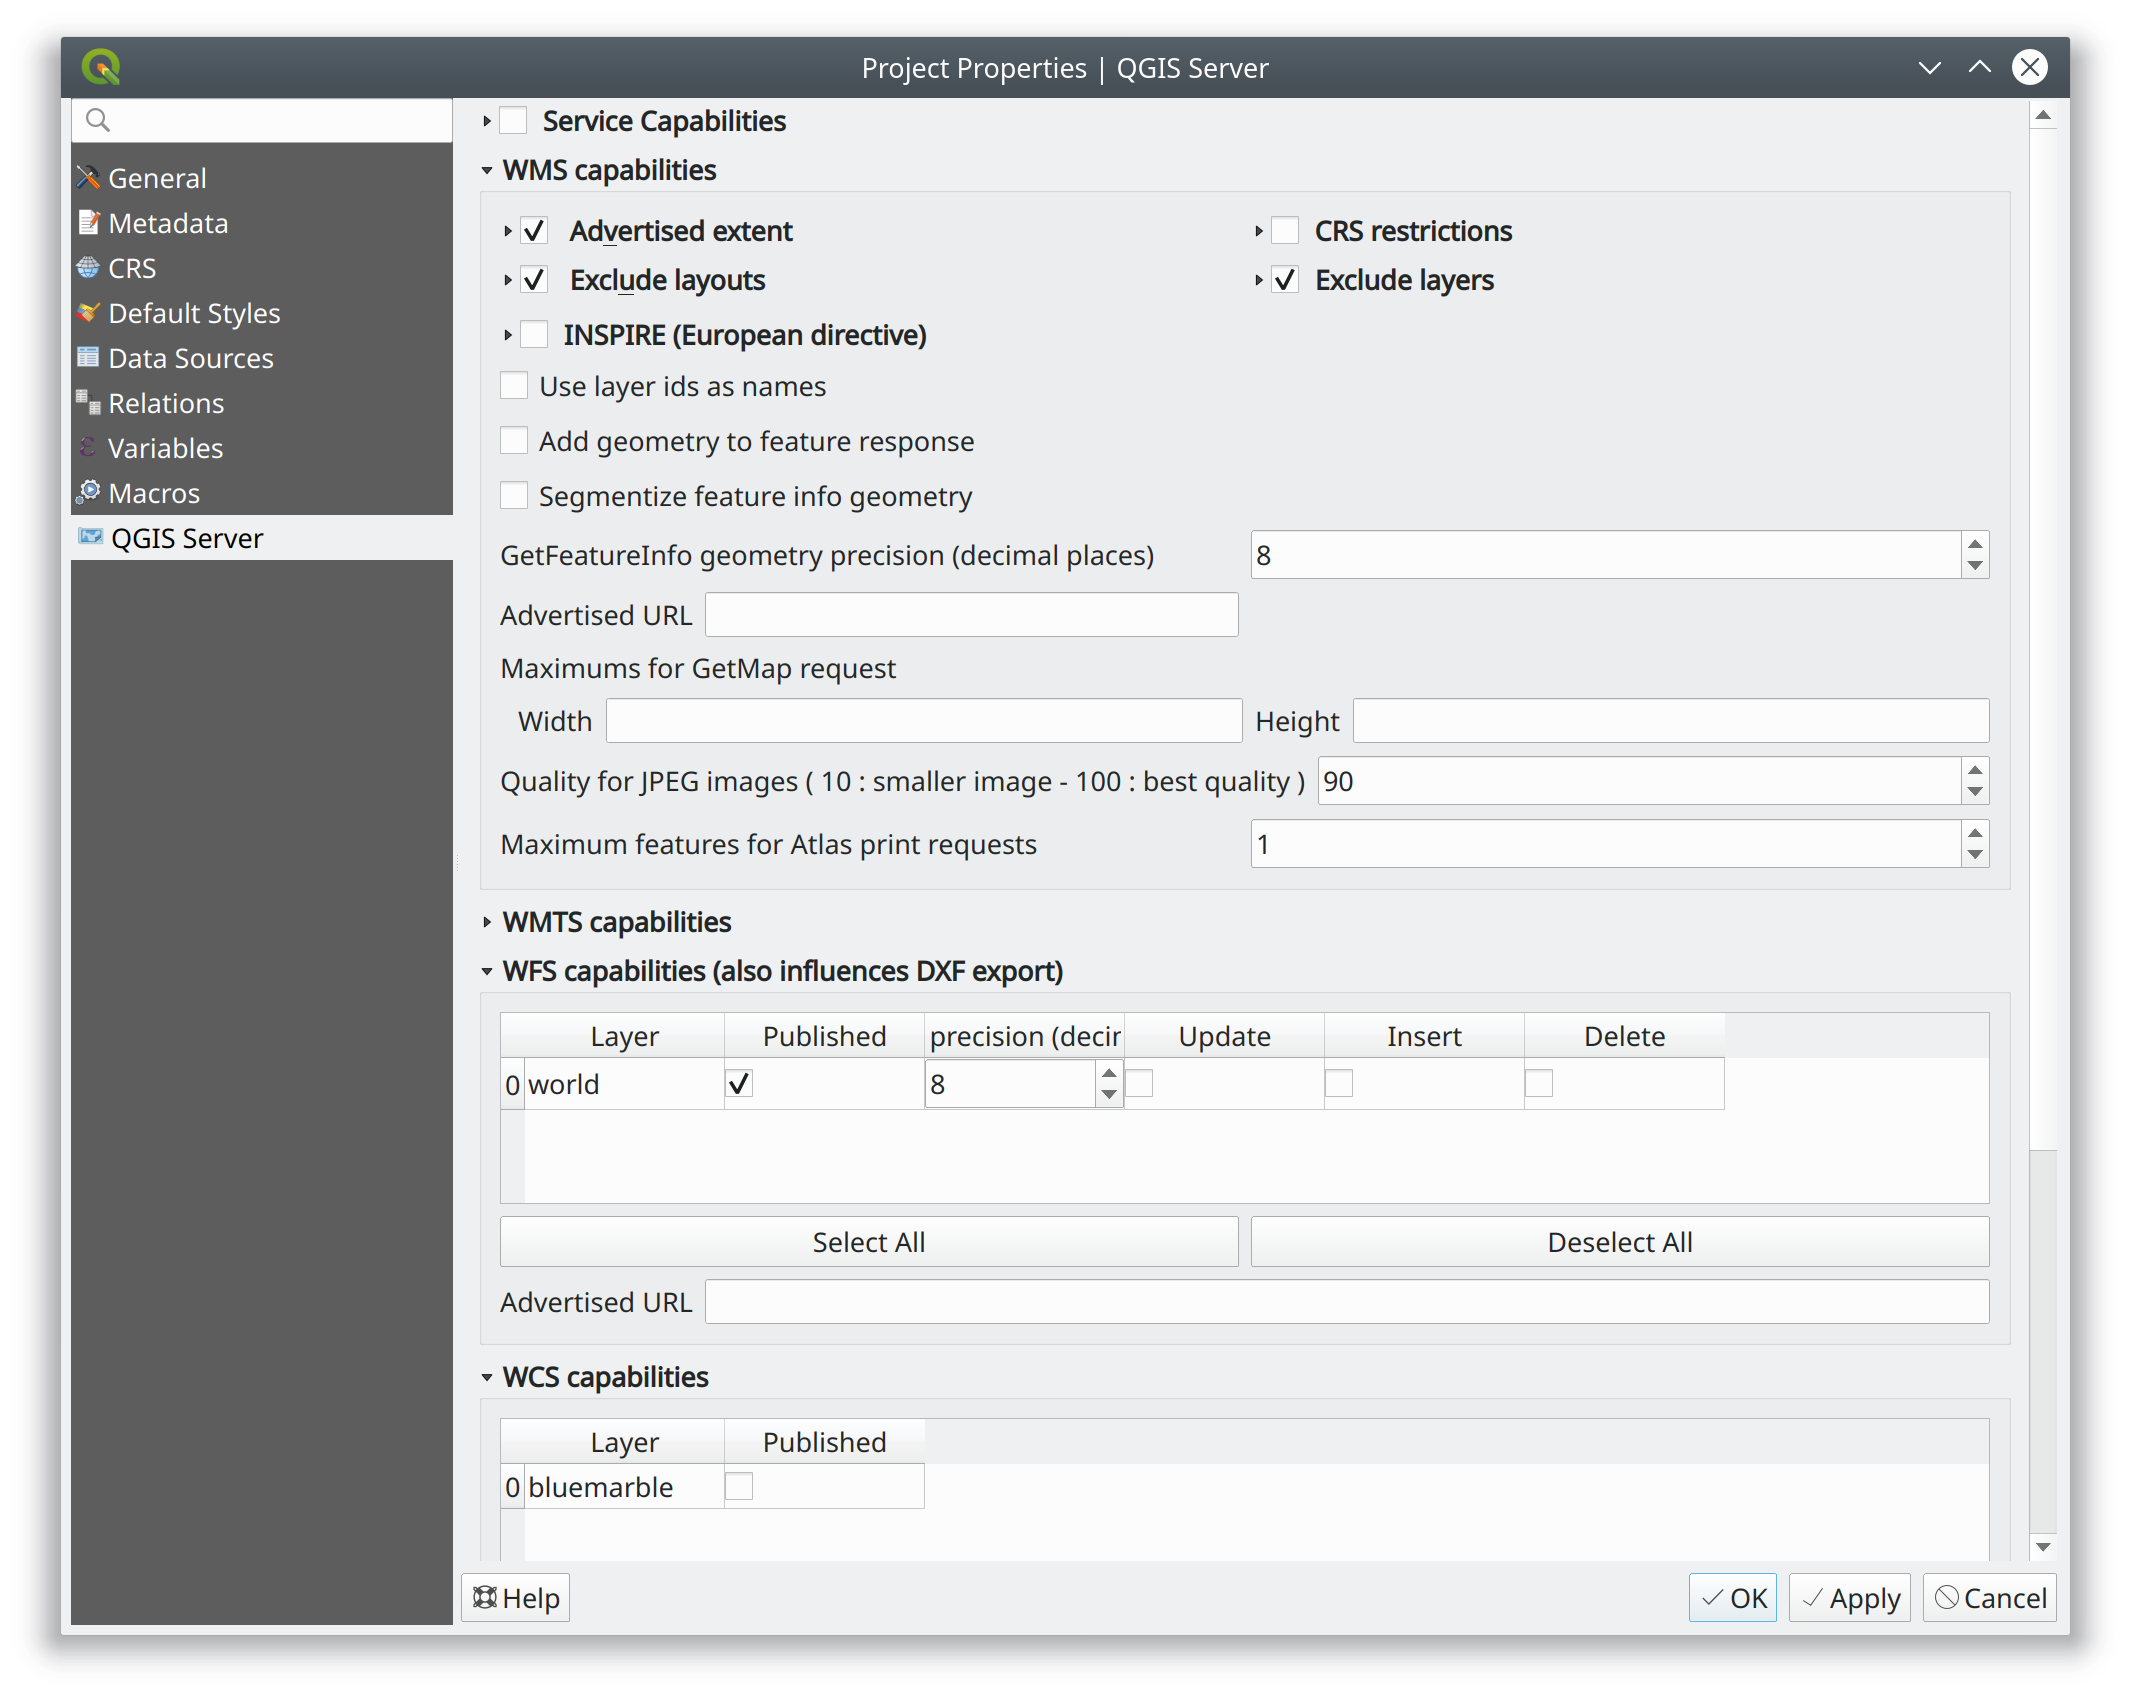 Project Properties | QGIS Server
General
Metadata
CRS
Default Styles
Data Sources
Relations
Variables
Macros
QGIS Server
Service Capabilities
WMS capabilities
Advertised extent
CRS restrictions
Exclude layouts
Exclude layers
INSPIRE (European directive)
Use layer ids as names
Add geometry to feature response
Segmentize feature info geometry
GetFeatureInfo geometry precision (decimal places) 8
Advertised URL
Maximums for GetMap request
Width Height
Quality for JPEG images ( 10 : smaller image - 100 : best quality ) 90
Maximum features for Atlas print requests 1
WMTS capabilities
WFS capabilities (also influences DXF export)
Layer Published precision (decir Update Insert Delete
0 world 8
Select All Deselect All
Advertised URL
WCS capabilities
Layer Published
0 bluemarble
Help OK Apply Cancel